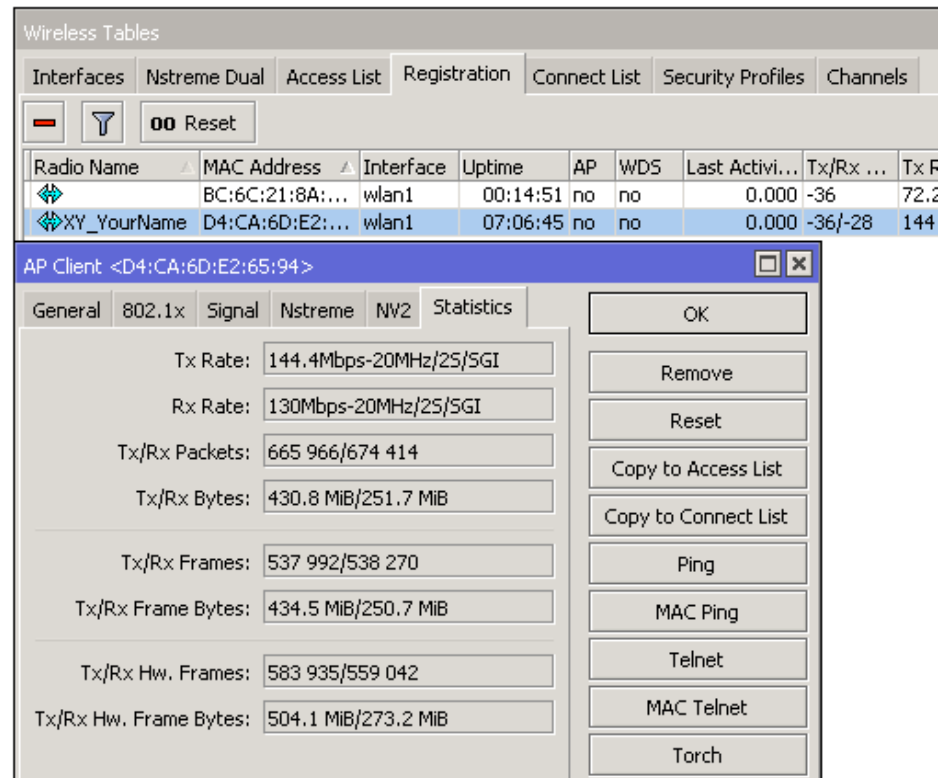 Wireless Tables
Interfaces Nstreme Dual Access List Registration Connect List Security Profiles Channels
00 Reset
Radio Name MAC Address Interface Uptime AP WDS Last Activi... Tx/Rx ... Tx R
BC:6C:21:8A:... wlan1 00:14:51 no no 0.000 -36 72.2
XY_YourName D4:CA:6D:E2:... wlan1 07:06:45 no no 0.000 -36/-28 144
AP Client <D4:CA:6D:E2:65:94>
General 802.1x Signal Nstreme NV2 Statistics
Tx Rate: 144.4Mbps-20MHz/2S/SGI
Rx Rate: 130Mbps-20MHz/2S/SGI
Tx/Rx Packets: 665 966/674 414
Tx/Rx Bytes: 430.8 MiB/251.7 MiB
Tx/Rx Frames: 537 992/538 270
Tx/Rx Frame Bytes: 434.5 MiB/250.7 MiB
Tx/Rx Hw. Frames: 583 935/559 042
Tx/Rx Hw. Frame Bytes: 504.1 MiB/273.2 MiB
OK
Remove
Reset
Copy to Access List
Copy to Connect List
Ping
MAC Ping
Telnet
MAC Telnet
Torch